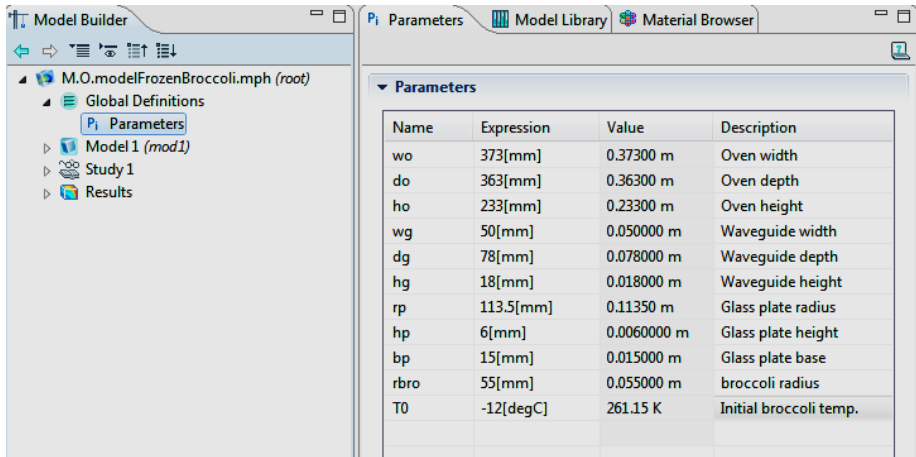 Model Builder
M.O.modelFrozenBroccoli.mph (root)
Global Definitions
Pi Parameters
Model 1 (mod1)
Study 1
Results
Pi Parameters Model Library Material Browser
Parameters
Name Expression Value Description
wo 373[mm] 0.37300 m Oven width
do 363[mm] 0.36300 m Oven depth
ho 233[mm] 0.23300 m Oven height
wg 50[mm] 0.050000 m Waveguide width
dg 78[mm] 0.078000 m Waveguide depth
hg 18[mm] 0.018000 m Waveguide height
rp 113.5[mm] 0.11350 m Glass plate radius
hp 6[mm] 0.0060000 m Glass plate height
bp 15[mm] 0.015000 m Glass plate base
rbro 55[mm] 0.055000 m broccoli radius
T0 -12[degC] 261.15 K Initial broccoli temp.